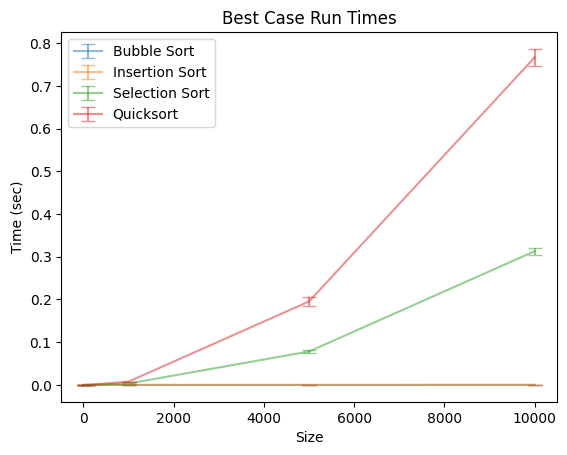 Best Case Run Times
Bubble Sort
Insertion Sort
Selection Sort
Quicksort
Time (sec)
0.8
0.7
0.6
0.5
0.4
0.3
0.2
0.1
0.0
0 2000 4000 6000 8000 10000
Size